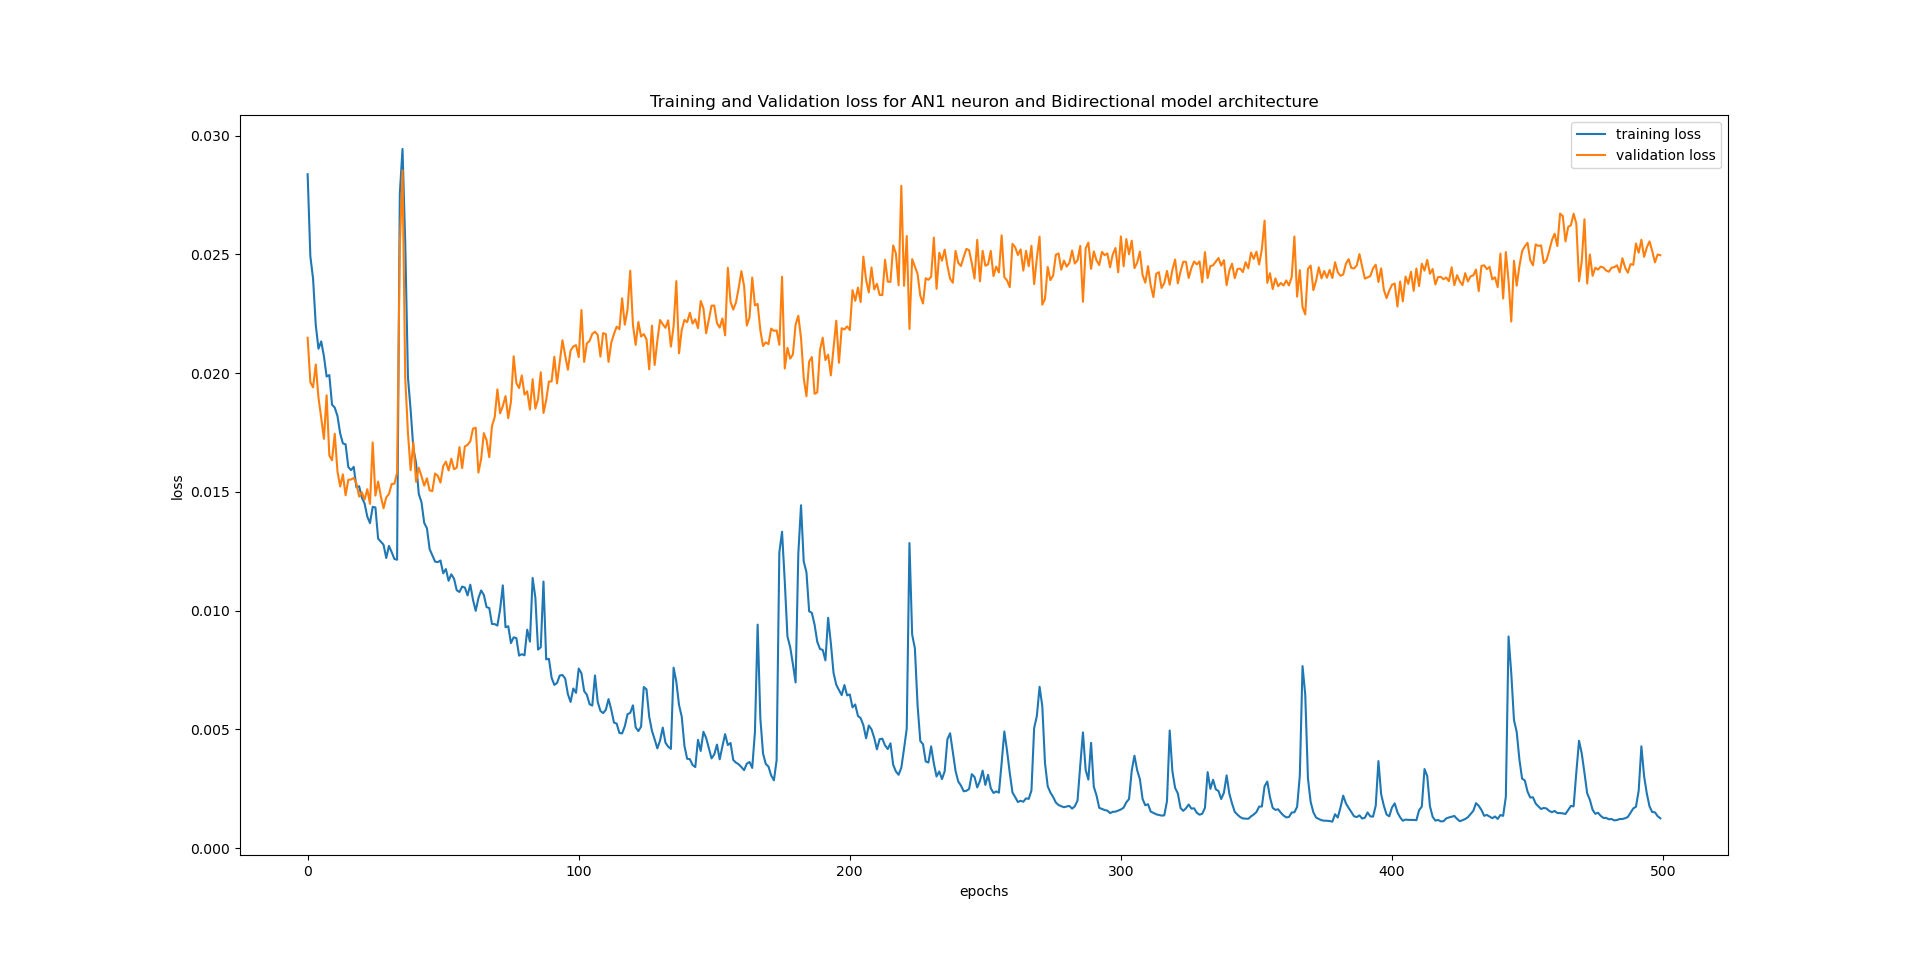 Training and Validation loss for AN1 neuron and Bidirectional model architecture
training loss
validation loss
0.030
0.025
0.020
0.015
0.010
0.005
0.000
loss
0 100 200 300 400 500
epochs